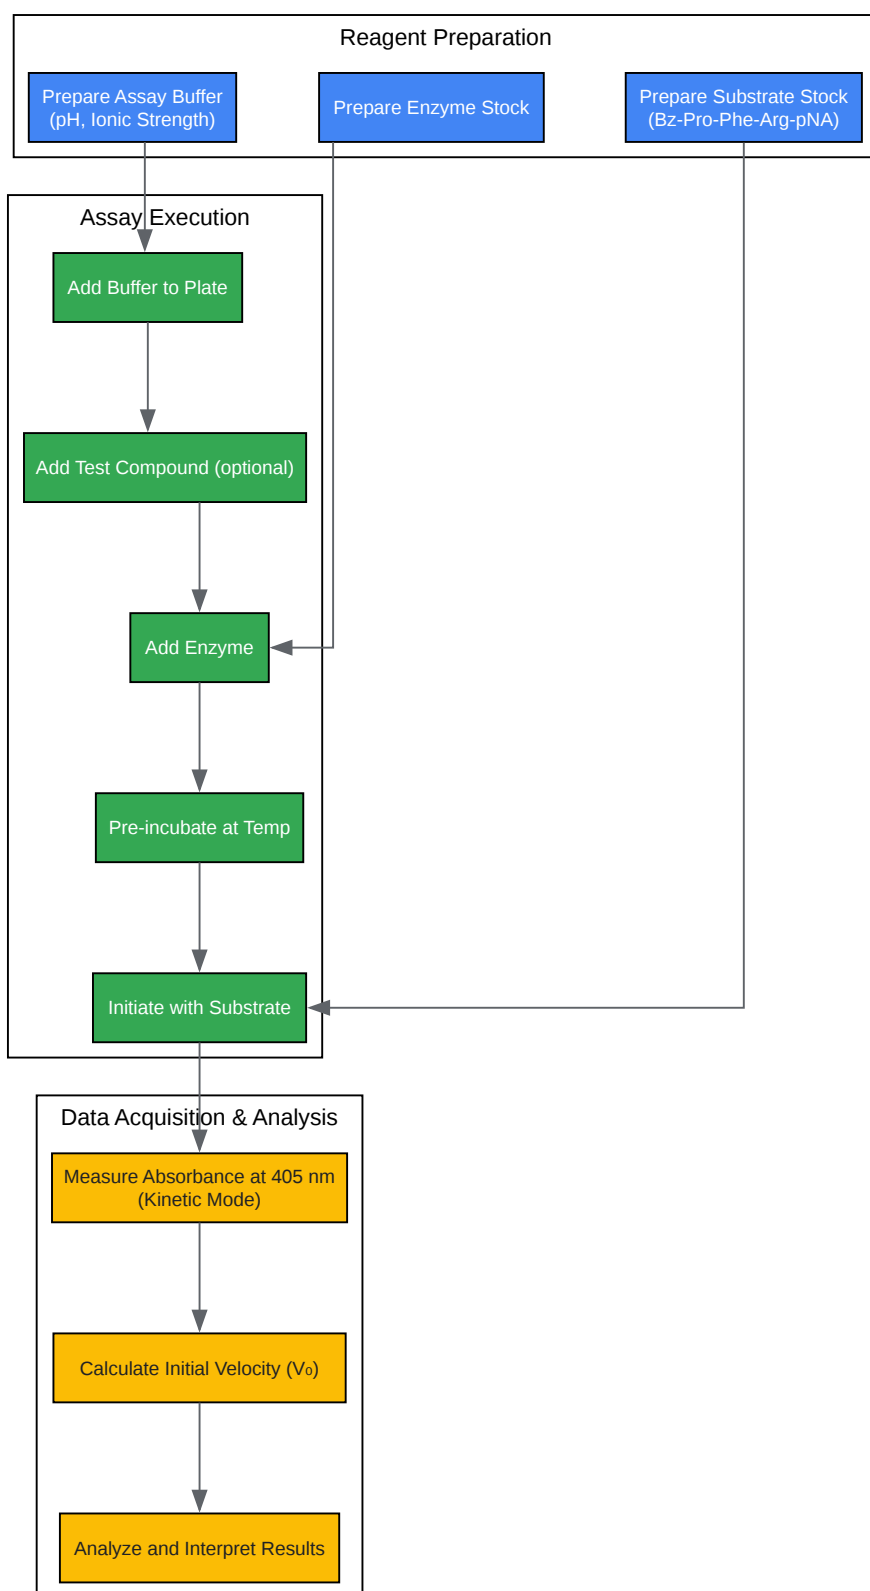 Reagent Preparation
Prepare Assay Buffer
(pH, Ionic Strength)
Prepare Enzyme Stock
Prepare Substrate Stock
(Bz-Pro-Phe-Arg-pNA)
Assay Execution
Add Buffer to Plate
Add Test Compound (optional)
Add Enzyme
Pre-incubate at Temp
Initiate with Substrate
Data Acquisition & Analysis
Measure Absorbance at 405 nm
(Kinetic Mode)
Calculate Initial Velocity (V₀)
Analyze and Interpret Results